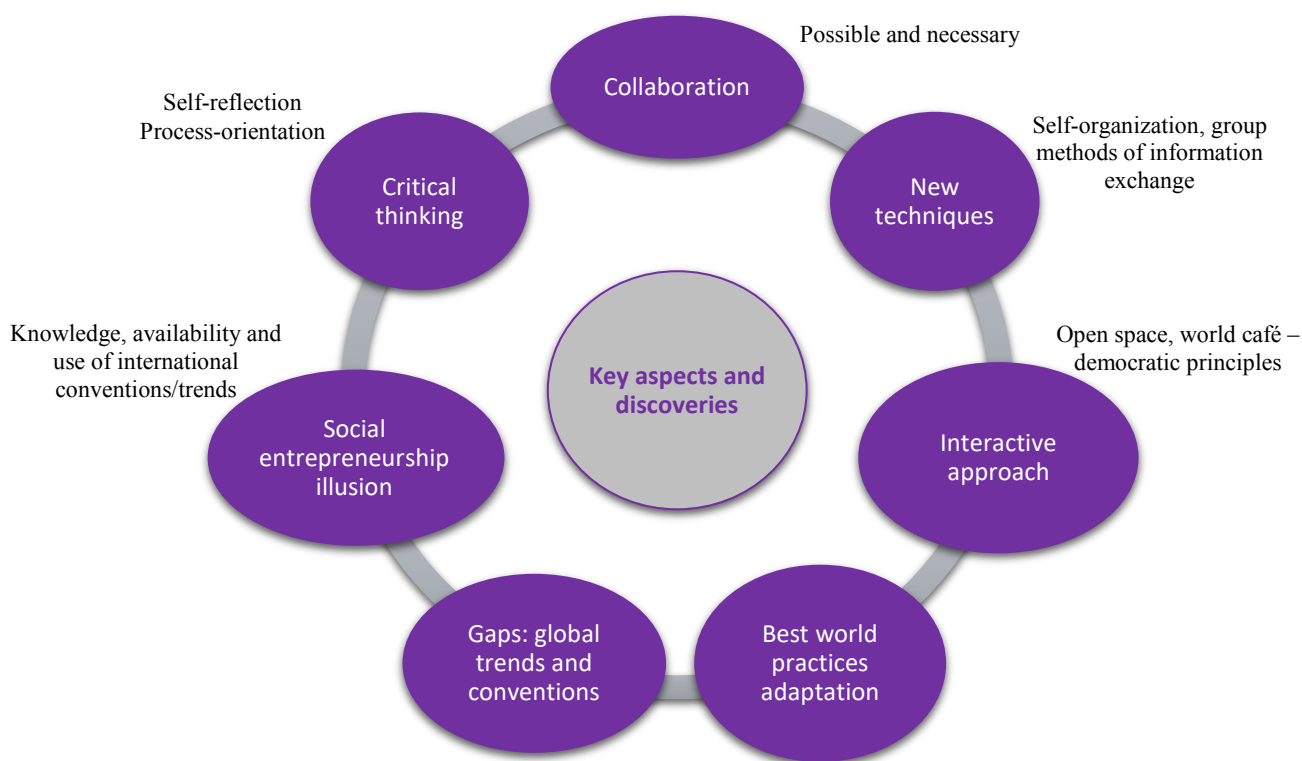 Possible and necessary
Collaboration
Self-reflection
Process-orientation
Self-organization, group
methods of information
exchange
Critical
thinking
New
techniques
Knowledge, availability and
use of international
conventions/trends
Open space, world café –
democratic principles
Key aspects and
discoveries
Social
entrepreneurship
illusion
Interactive
approach
Gaps: global
trends and
conventions
Best world
practices
adaptation